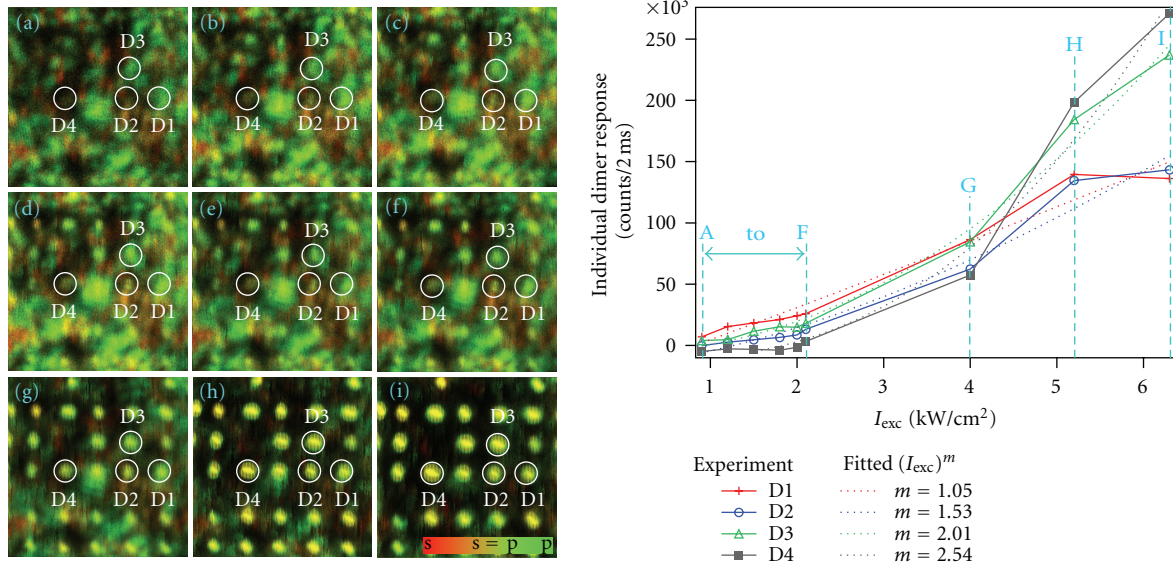 (a)
D3
D4
D2
D1
(b)
D3
D4
D2
D1
(c)
D3
D4
D2
D1
(d)
D3
D4
D2
D1
(e)
D3
D4
D2
D1
(f)
D3
D4
D2
D1
(g)
D3
D4
D2
D1
(h)
D3
D4
D2
D1
(i)
D3
D4
D2
D1
s s = p p
×10³
250
200
150
100
50
0
Individual dimer response
(counts/2 ms)
A to F
G
H
I
1 2 3 4 5 6
I_exc (kW/cm²)
Experiment Fitted (I_exc)^m
D1 m = 1.05
D2 m = 1.53
D3 m = 2.01
D4 m = 2.54